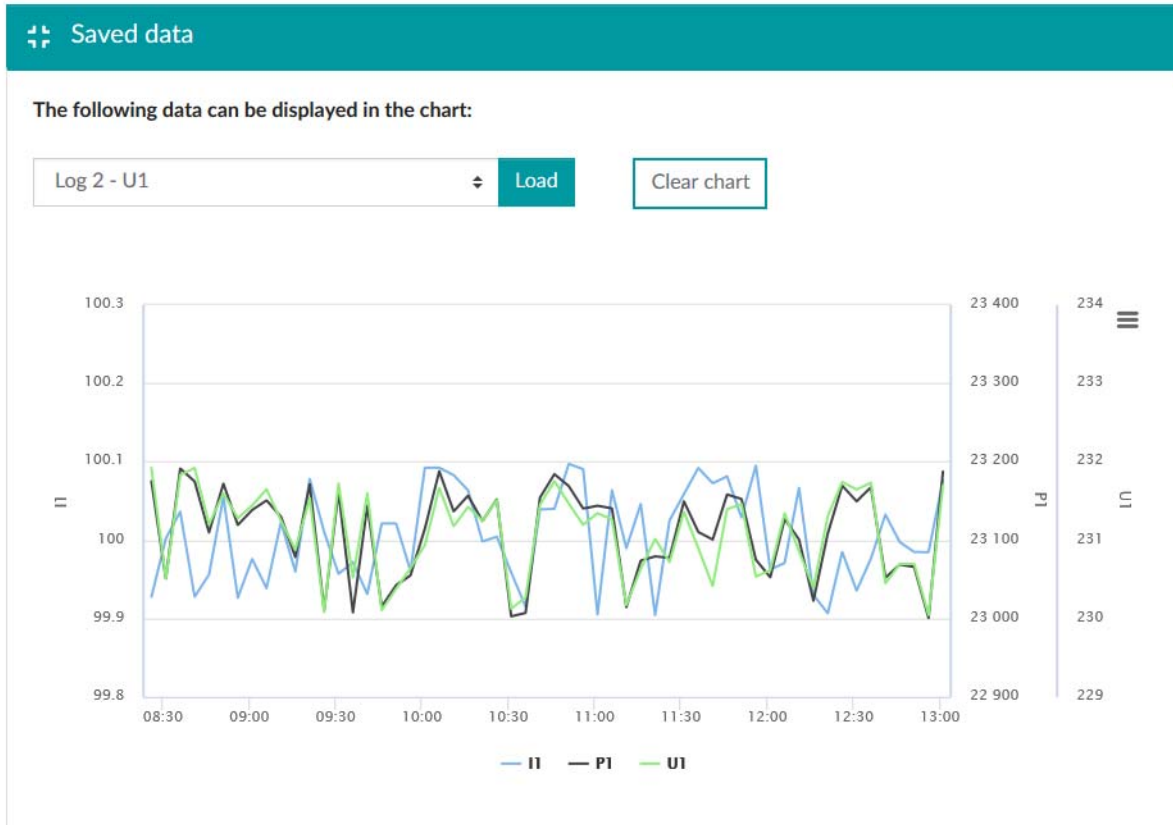 Saved data
The following data can be displayed in the chart:
Log 2 - U1
Load
Clear chart
100.3
100.2
100.1
100
99.9
99.8
I1
23 400
23 300
23 200
23 100
23 000
22 900
P1
234
233
232
231
230
229
U1
08:30 09:00 09:30 10:00 10:30 11:00 11:30 12:00 12:30 13:00
I1 P1 U1